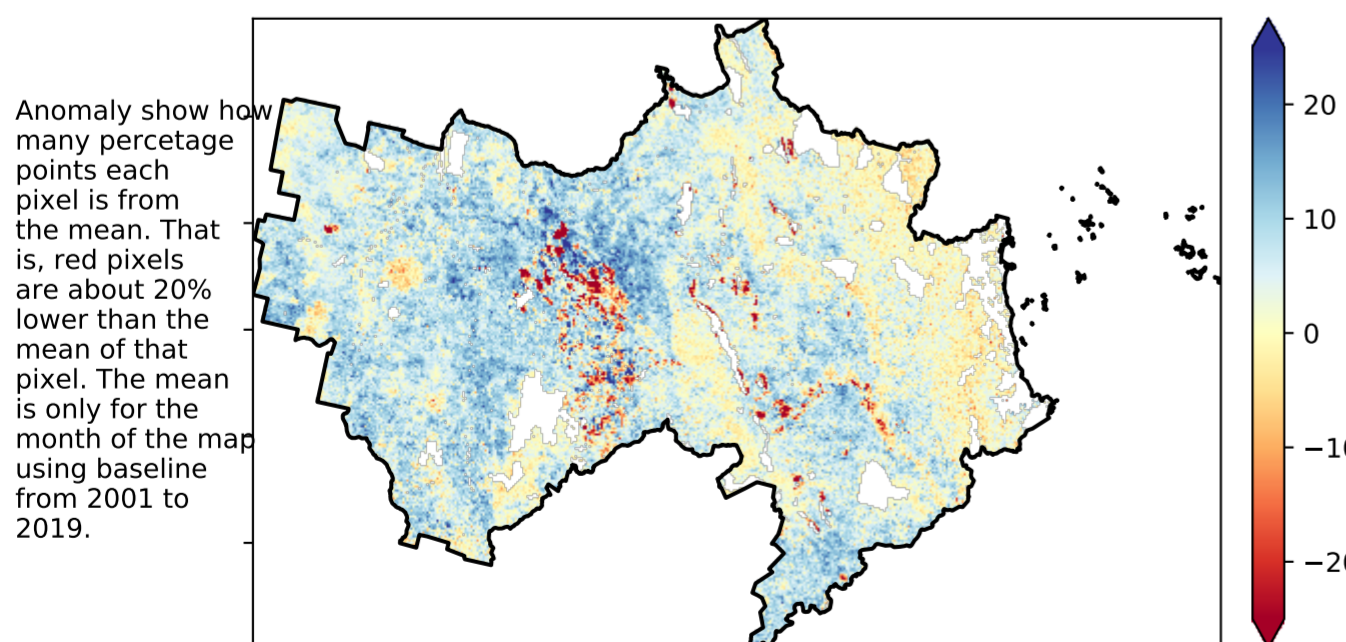 Anomaly show how
many percetage
points each
pixel is from
the mean. That
is, red pixels
are about 20%
lower than the
mean of that
pixel. The mean
is only for the
month of the map
using baseline
from 2001 to
2019.
20
10
0
−10
−20